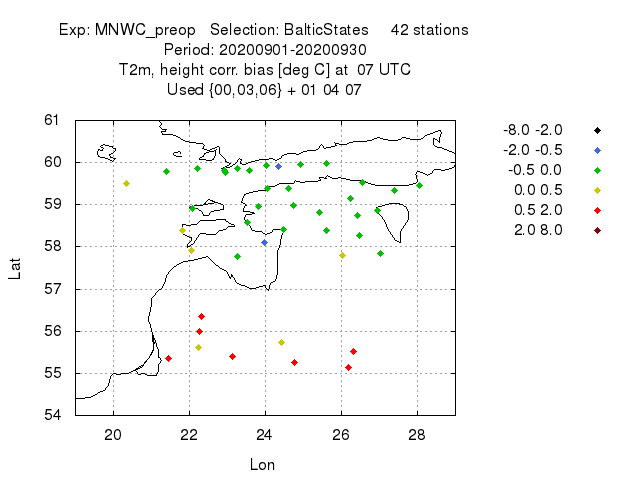 Exp: MNWC_preop Selection: BalticStates 42 stations
Period: 20200901-20200930
T2m, height corr. bias [deg C] at 07 UTC
Used {00,03,06} + 01 04 07
61
60
59
58
57
56
55
54
Lat
20 22 24 26 28
Lon
-8.0 -2.0
-2.0 -0.5
-0.5 0.0
0.0 0.5
0.5 2.0
2.0 8.0